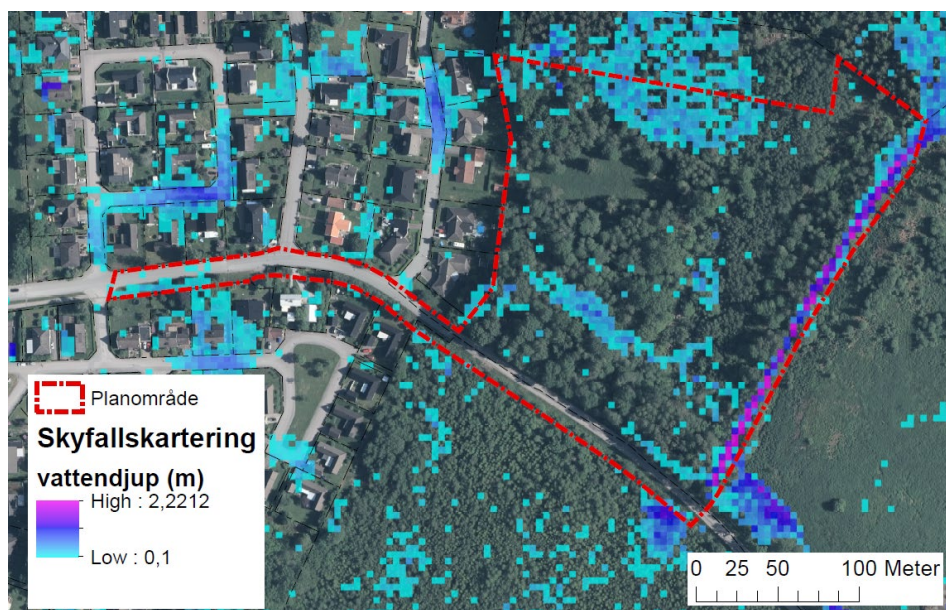 Planområde
Skyfallskartering
vattendjup (m)
High : 2,2212
Low : 0,1
0 25 50 100 Meter